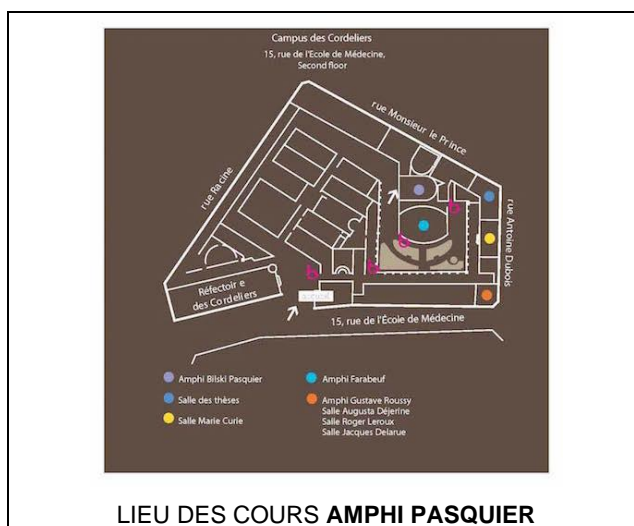 Campus des Cordeliers
15, rue de l'Ecole de Médecine,
Second floor
rue Monsieur le Prince
rue Racine
rue Antoine Dubois
b
b
b
b
Réfectoir e
des Cordeliers
15, rue de l'École de Médecine
Amphi Bilski Pasquier
Salle des thèses
Salle Marie Curie
Amphi Farabeuf
Amphi Gustave Roussy
Salle Augusta Déjerine
Salle Roger Leroux
Salle Jacques Delarue
LIEU DES COURS AMPHI PASQUIER